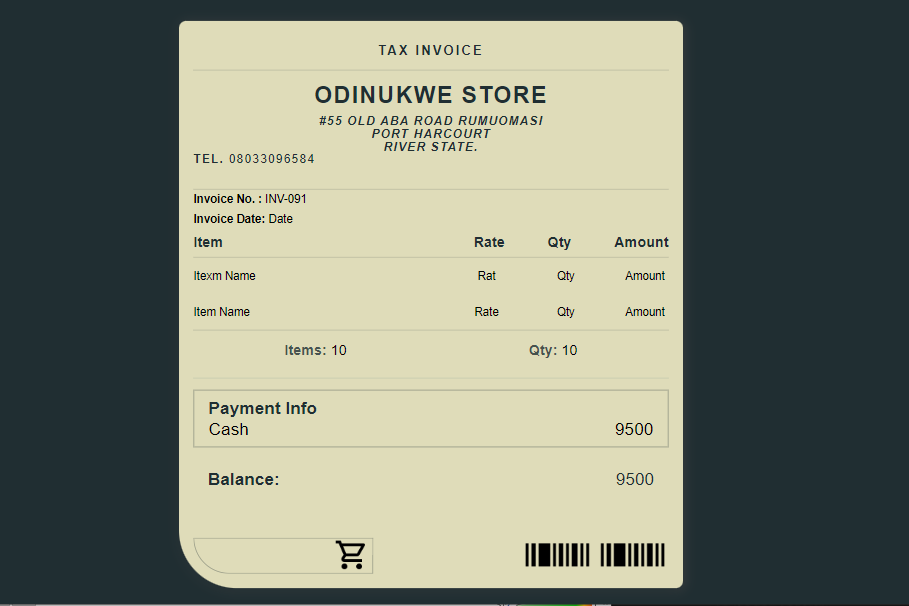 TAX INVOICE
ODINUKWE STORE
#55 OLD ABA ROAD RUMUOMASI
PORT HARCOURT
RIVER STATE.
TEL. 08033096584
Invoice No. : INV-091
Invoice Date: Date
Item Rate Qty Amount
Itexm Name Rat Qty Amount
Item Name Rate Qty Amount
Items: 10 Qty: 10
Payment Info
Cash 9500
Balance: 9500